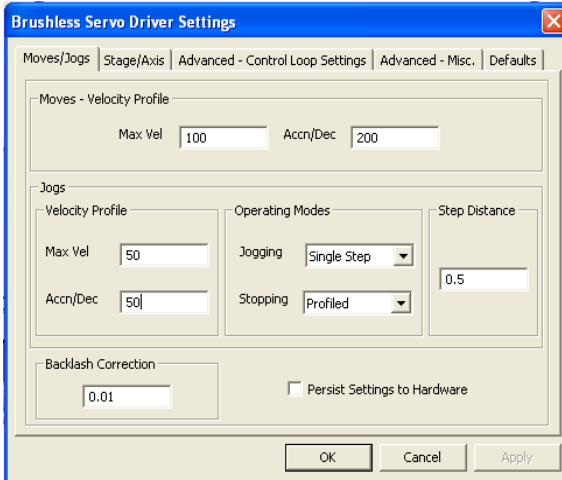 Brushless Servo Driver Settings
Moves/Jogs Stage/Axis Advanced - Control Loop Settings Advanced - Misc. Defaults
Moves - Velocity Profile
Max Vel 100 Accn/Dec 200
Jogs
Velocity Profile Operating Modes Step Distance
Max Vel 50 Jogging Single Step
0.5
Accn/Dec 50 Stopping Profiled
Backlash Correction
0.01 Persist Settings to Hardware
OK Cancel Apply